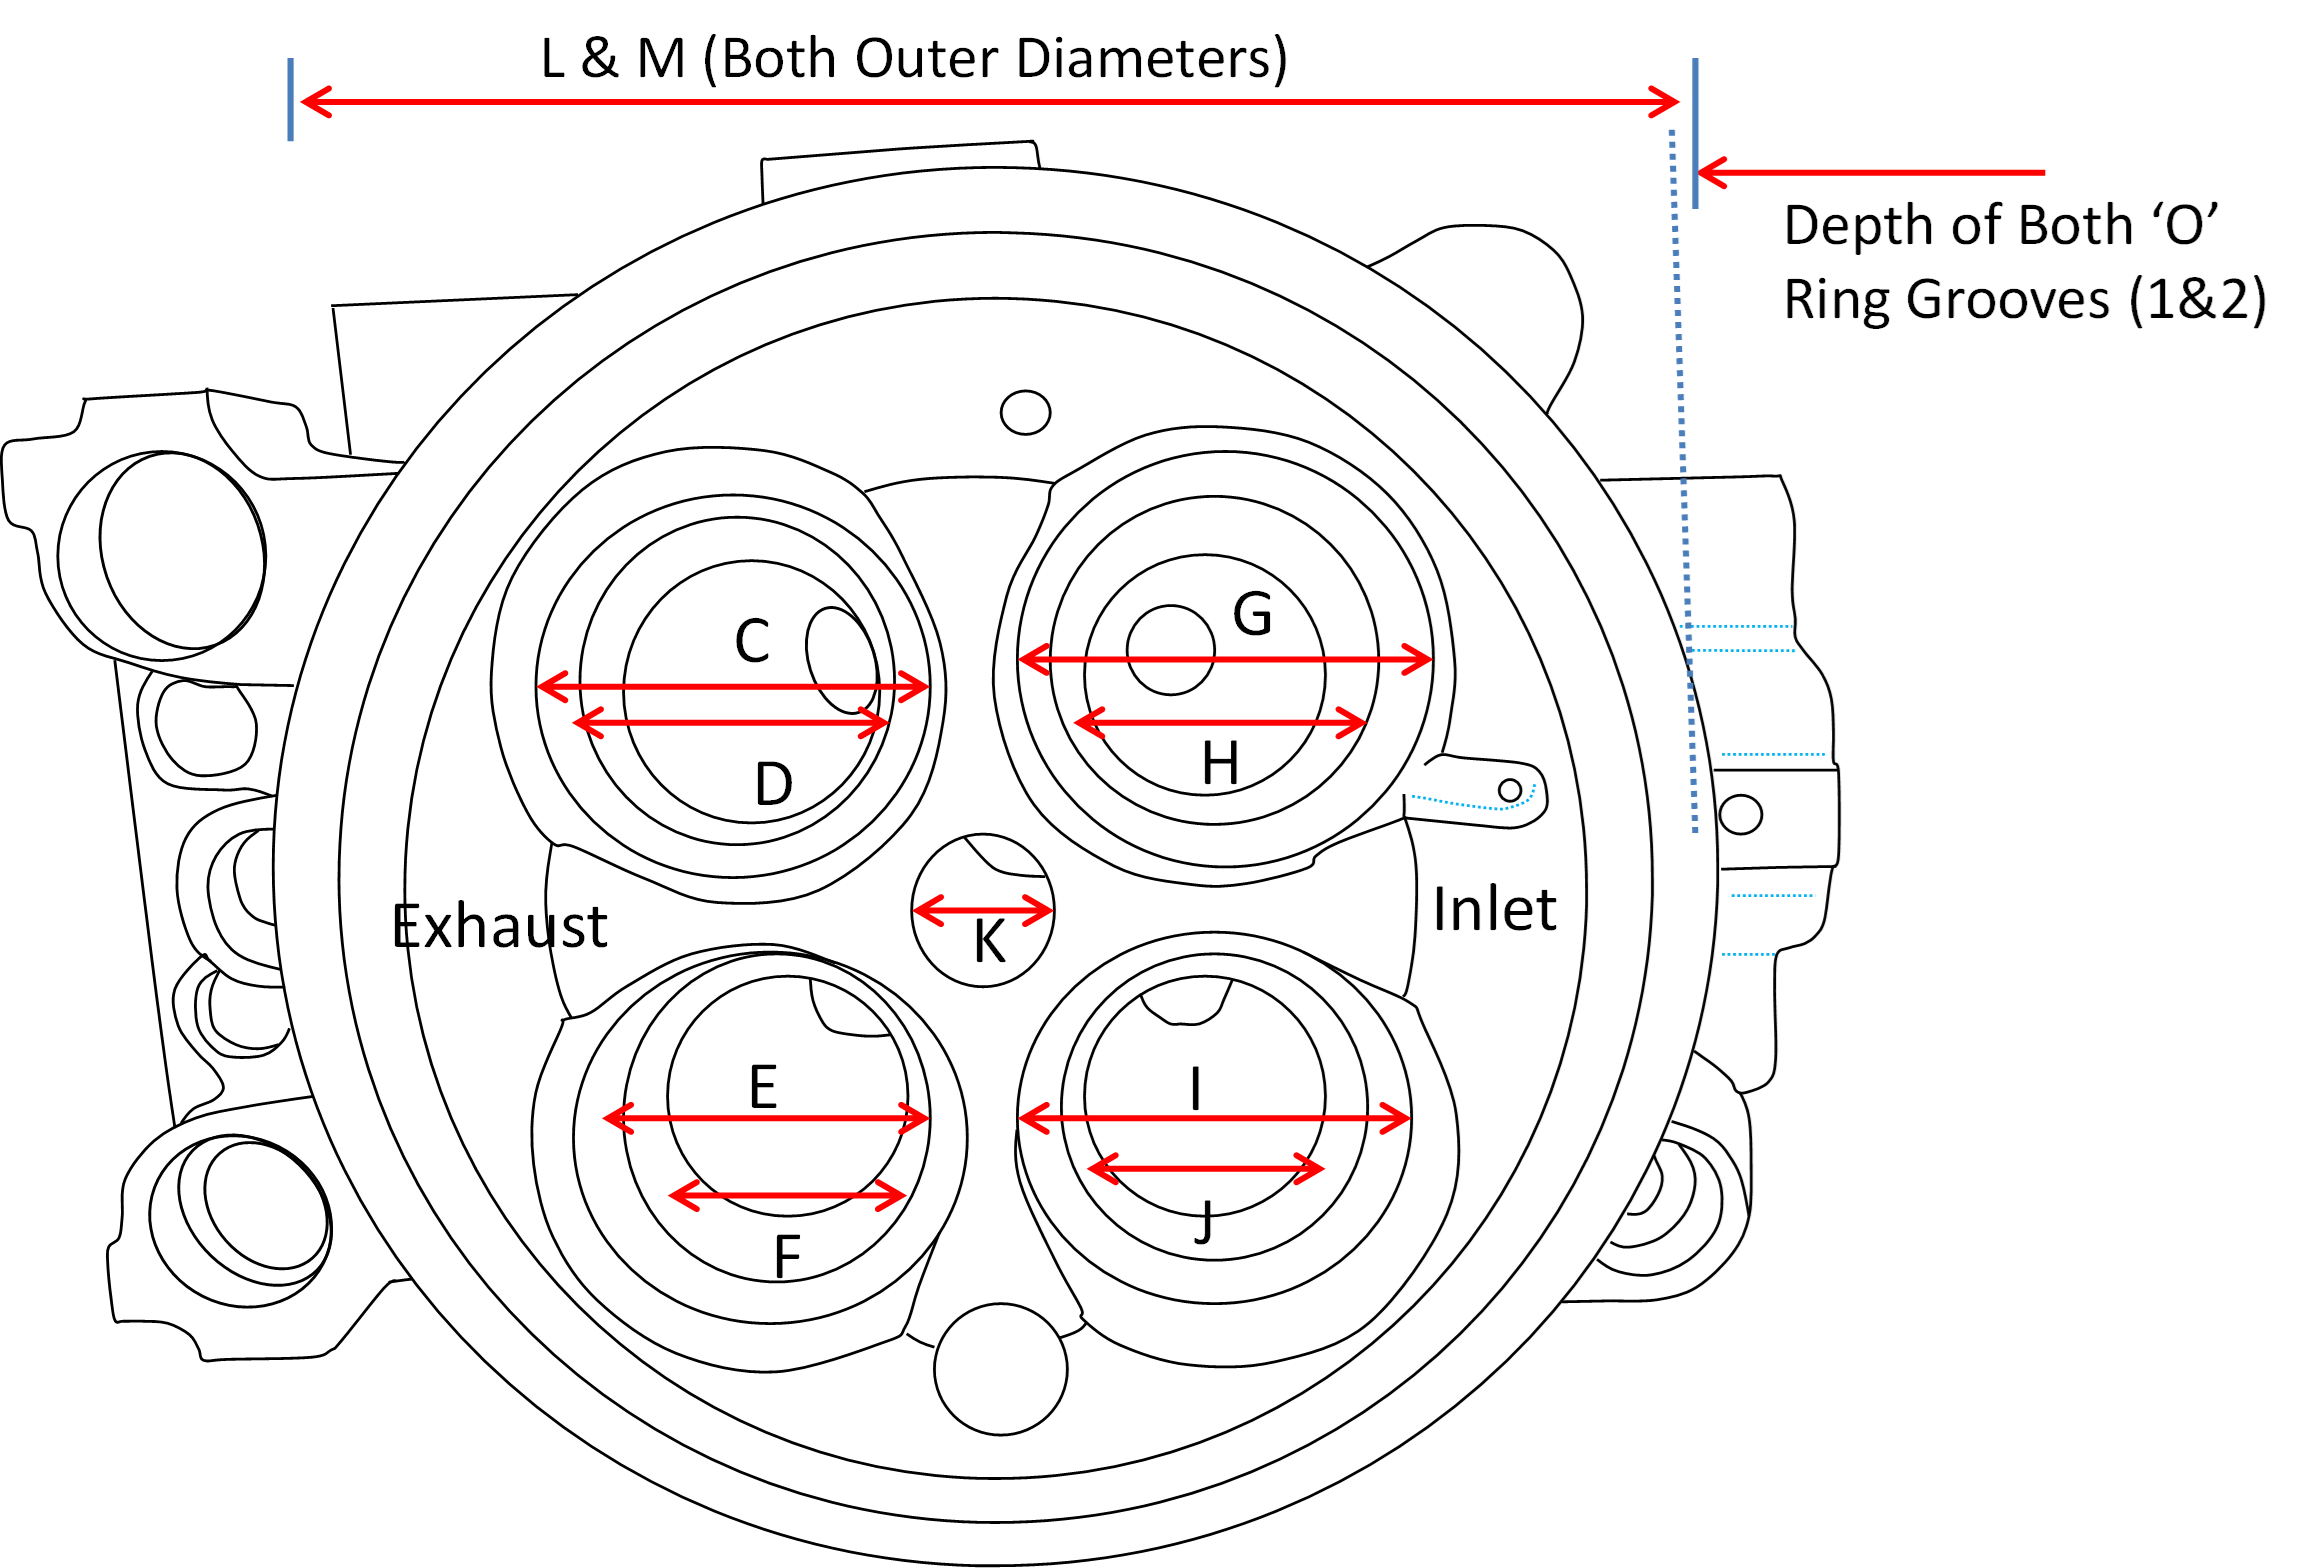 L & M (Both Outer Diameters)
Depth of Both ‘O’
Ring Grooves (1&2)
C
G
D
H
Exhaust
K
Inlet
E
I
F
J